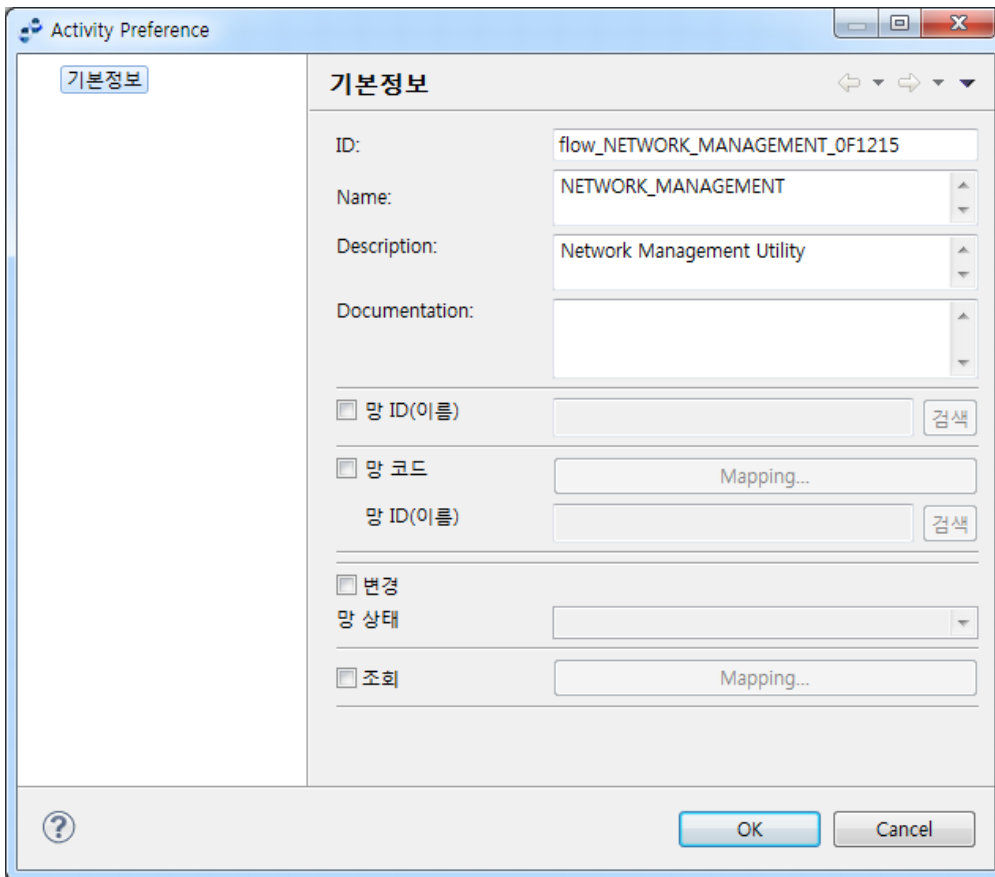 Activity Preference
기본정보
기본정보
ID: flow_NETWORK_MANAGEMENT_0F1215
Name: NETWORK_MANAGEMENT
Description: Network Management Utility
Documentation:
망 ID(이름) 검색
망 코드 Mapping...
망 ID(이름) 검색
변경
망 상태
조회 Mapping...
OK Cancel